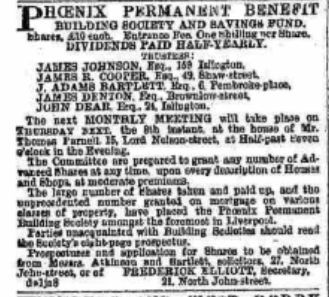 PHŒNIX PERMANENT BENEFIT
BUILDING SOCIETY AND SAVINGS FUND.
Shares, £10 each. Entrance Fee, One Shilling per Share.
DIVIDENDS PAID HALF-YEARLY.
TRUSTEES:
JAMES JOHNSON, Esq., 159 Islington.
JAMES R. COOPER, Esq., 49, Shaw-street.
J. ADAMS BARTLETT, Esq., 6, Pembroke-place,
JAMES DENTON, Esq., Brownlow-street.
JOHN DEAR, Esq., 24, Islington.
The next MONTHLY MEETING will take place on
THURSDAY NEXT, the 8th instant, at the house of Mr.
Thomas Parnell 15, Lord Nelson-street, at Half-past Seven
o'clock in the Evening.
The Committee are prepared to grant any number of Ad-
vanced Shares at any time, upon every description of Houses
and Shops, at moderate premiums.
The large number of shares taken and paid up, and the
unprecedented number granted on mortgage on various
classes of property, have placed the Phœnix Permanent
Building Society amongst the foremost in Liverpool.
Parties unacquainted with Building Societies should read
the Society's eight-page prospectus.
Prospectuses and application for Shares to be obtained
from Messrs. Atkinson and Bartlett, solicitors, 27, North
John-street, or of FREDERICK ELLIOTT, Secretary,
21, North John-street.